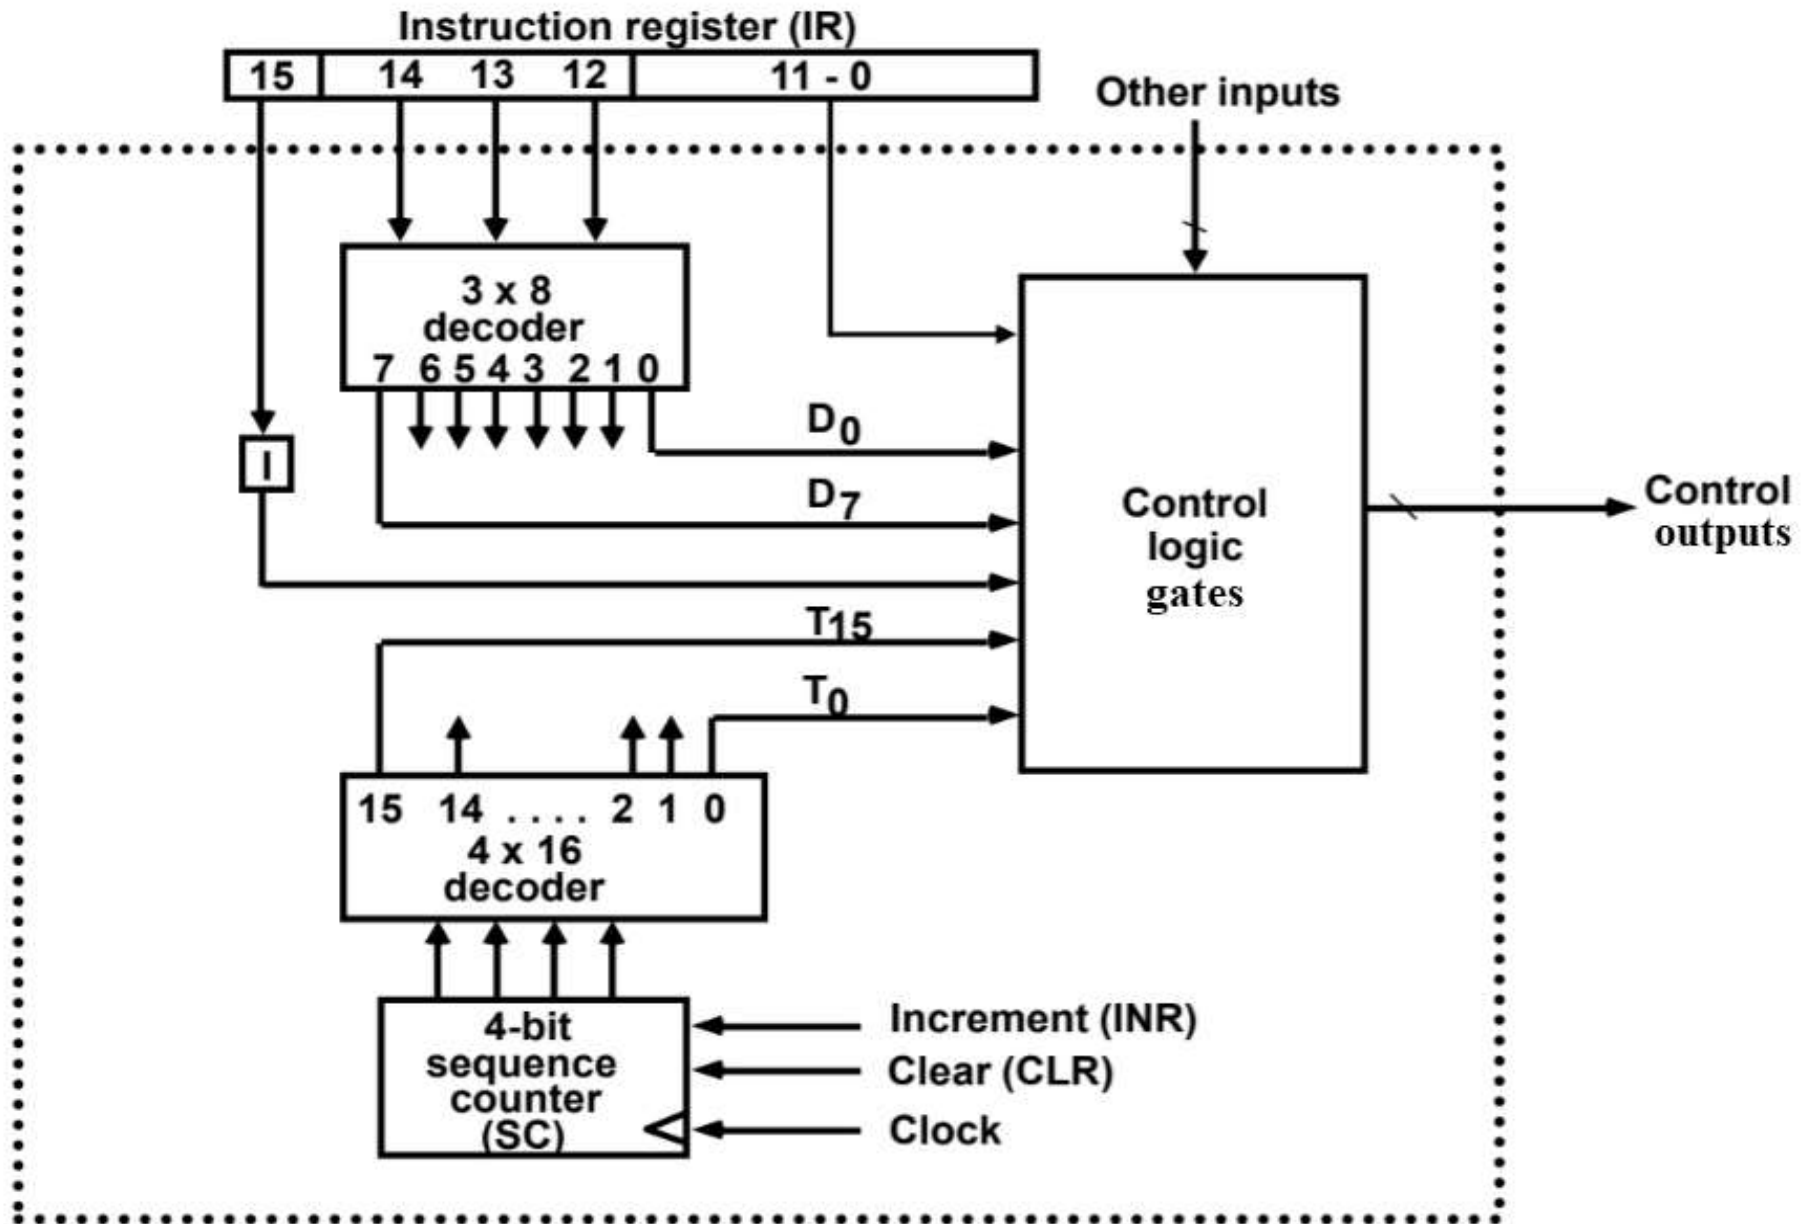 Instruction register (IR)
15 14 13 12 11 - 0
Other inputs
3 x 8
decoder
7 6 5 4 3 2 1 0
D0
D7
I
Control
logic
gates
Control
outputs
T15
T0
15 14 . . . . 2 1 0
4 x 16
decoder
4-bit
sequence
counter
(SC)
Increment (INR)
Clear (CLR)
Clock